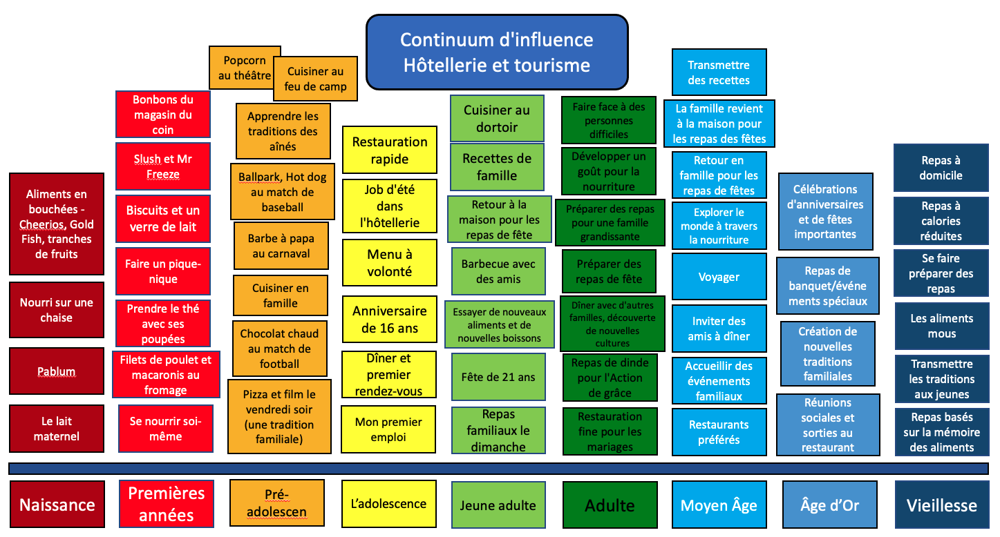 Continuum d'influence
Hôtellerie et tourisme
Aliments en
bouchées -
Cheerios, Gold
Fish, tranches
de fruits
Nourri sur une
chaise
Pablum
Le lait
maternel
Naissance
Bonbons du
magasin du
coin
Slush et Mr
Freeze
Biscuits et un
verre de lait
Faire un pique-
nique
Prendre le thé
avec ses
poupées
Filets de poulet et
macaronis au
fromage
Se nourrir soi-
même
Premières
années
Popcorn
au théâtre
Cuisiner au
feu de camp
Apprendre les
traditions des
aînés
Ballpark, Hot dog
au match de
baseball
Barbe à papa
au carnaval
Cuisiner en
famille
Chocolat chaud
au match de
football
Pizza et film le
vendredi soir
(une tradition
familiale)
Pré-
adolescen
Restauration
rapide
Job d'été
dans
l'hôtellerie
Menu à
volonté
Anniversaire
de 16 ans
Dîner et
premier
rendez-vous
Mon premier
emploi
L'adolescence
Cuisiner au
dortoir
Recettes de
famille
Retour à la
maison pour les
repas de fête
Barbecue avec
des amis
Essayer de nouveaux
aliments et de
nouvelles boissons
Fête de 21 ans
Repas
familiaux le
dimanche
Jeune adulte
Faire face à des
personnes
difficiles
Développer un
goût pour la
nourriture
Préparer des repas
pour une famille
grandissante
Préparer des
repas de fête
Dîner avec d'autres
familles, découverte
de nouvelles
cultures
Repas de dinde
pour l'Action
de grâce
Restauration
fine pour les
mariages
Adulte
Transmettre
des recettes
La famille revient
à la maison pour
les repas des fêtes
Retour en
famille pour les
repas de fêtes
Explorer le
monde à travers
la nourriture
Voyager
Inviter des
amis à dîner
Accueillir des
événements
familiaux
Restaurants
préférés
Moyen Âge
Célébrations
d'anniversaires
et de fêtes
importantes
Repas de
banquet/événe
ments spéciaux
Création de
nouvelles
traditions
familiales
Réunions
sociales et
sorties au
restaurant
Âge d'Or
Repas à
domicile
Repas à
calories
réduites
Se faire
préparer des
repas
Les aliments
mous
Transmettre
les traditions
aux jeunes
Repas basés
sur la mémoire
des aliments
Vieillesse